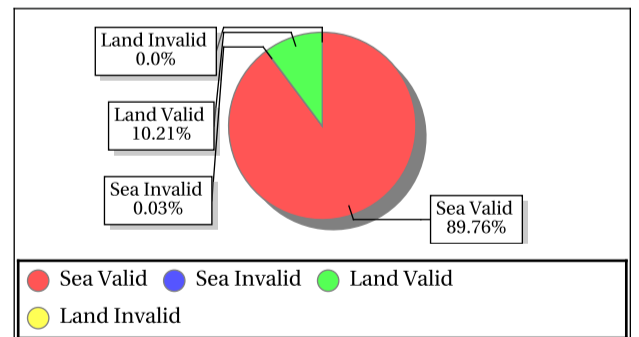 Land Invalid
0.0%
Land Valid
10.21%
Sea Invalid
0.03%
Sea Valid
89.76%
Sea Valid Sea Invalid Land Valid
Land Invalid